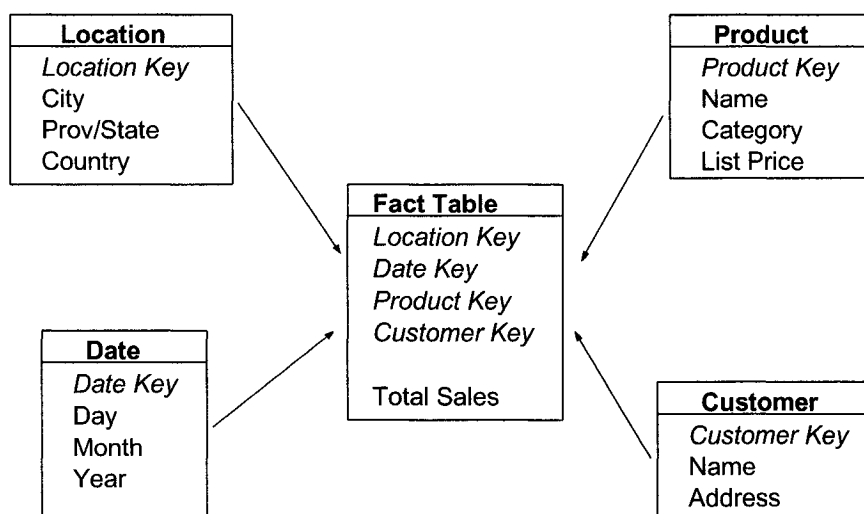 Location
Location Key
City
Prov/State
Country
Product
Product Key
Name
Category
List Price
Fact Table
Location Key
Date Key
Product Key
Customer Key
Total Sales
Date
Date Key
Day
Month
Year
Customer
Customer Key
Name
Address